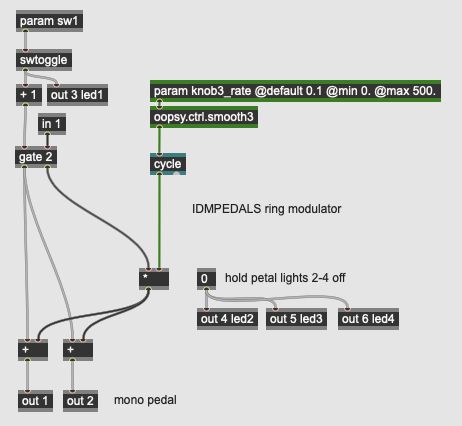 param sw1
swtoggle
+ 1
out 3 led1
param knob3_rate @default 0.1 @min 0. @max 500.
oopsy.ctrl.smooth3
in 1
gate 2
cycle
IDMPEDALS ring modulator
*
0
hold petal lights 2-4 off
out 4 led2
out 5 led3
out 6 led4
+
+
out 1
out 2
mono pedal